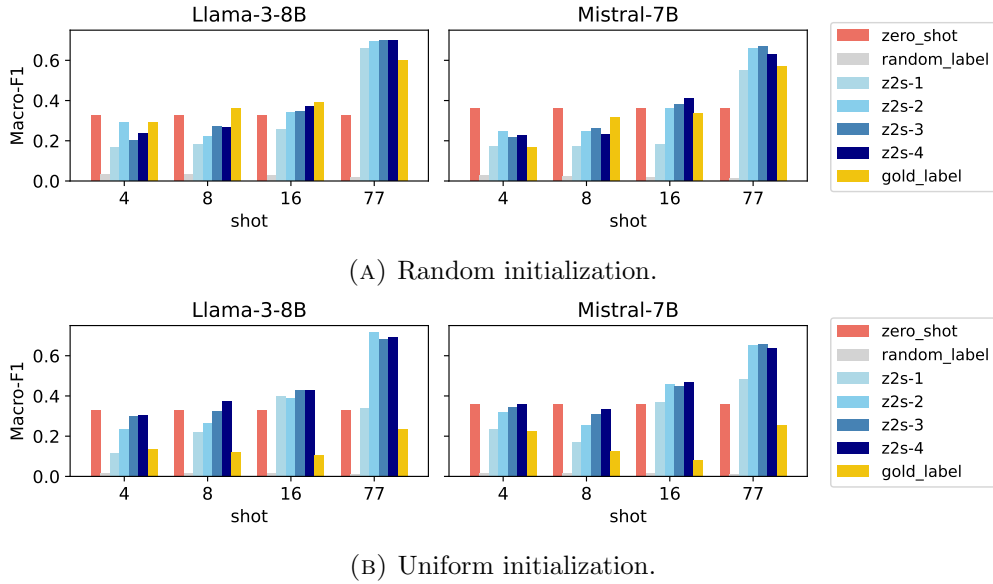 Llama-3-8B
Mistral-7B
Macro-F1
0.6
0.4
0.2
0.0
4 8 16 77
4 8 16 77
shot
shot
zero_shot
random_label
z2s-1
z2s-2
z2s-3
z2s-4
gold_label
(A) Random initialization.
Llama-3-8B
Mistral-7B
Macro-F1
0.6
0.4
0.2
0.0
4 8 16 77
4 8 16 77
shot
shot
zero_shot
random_label
z2s-1
z2s-2
z2s-3
z2s-4
gold_label
(B) Uniform initialization.